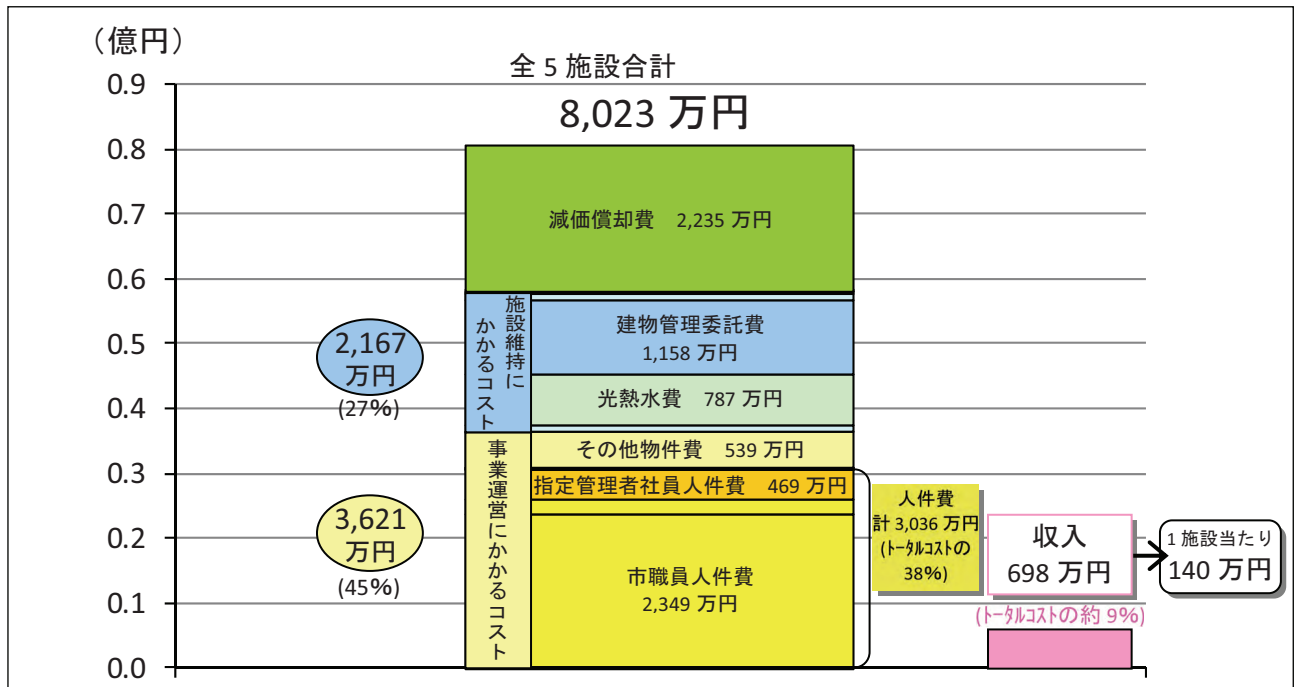 （億円）
全 5 施設合計
8,023 万円
0.9
0.8
0.7
0.6
0.5
0.4
0.3
0.2
0.1
0.0
減価償却費　2,235 万円
施設維持に
かかるコスト
建物管理委託費
1,158 万円
光熱水費　787 万円
2,167
万円
(27%)
事業運営にかかるコスト
その他物件費　539 万円
指定管理者社員人件費　469 万円
市職員人件費
2,349 万円
3,621
万円
(45%)
人件費
計 3,036 万円
(ﾄｰﾀﾙｺｽﾄの
38%)
収入
698 万円
(ﾄｰﾀﾙｺｽﾄの約 9%)
1 施設当たり
140 万円